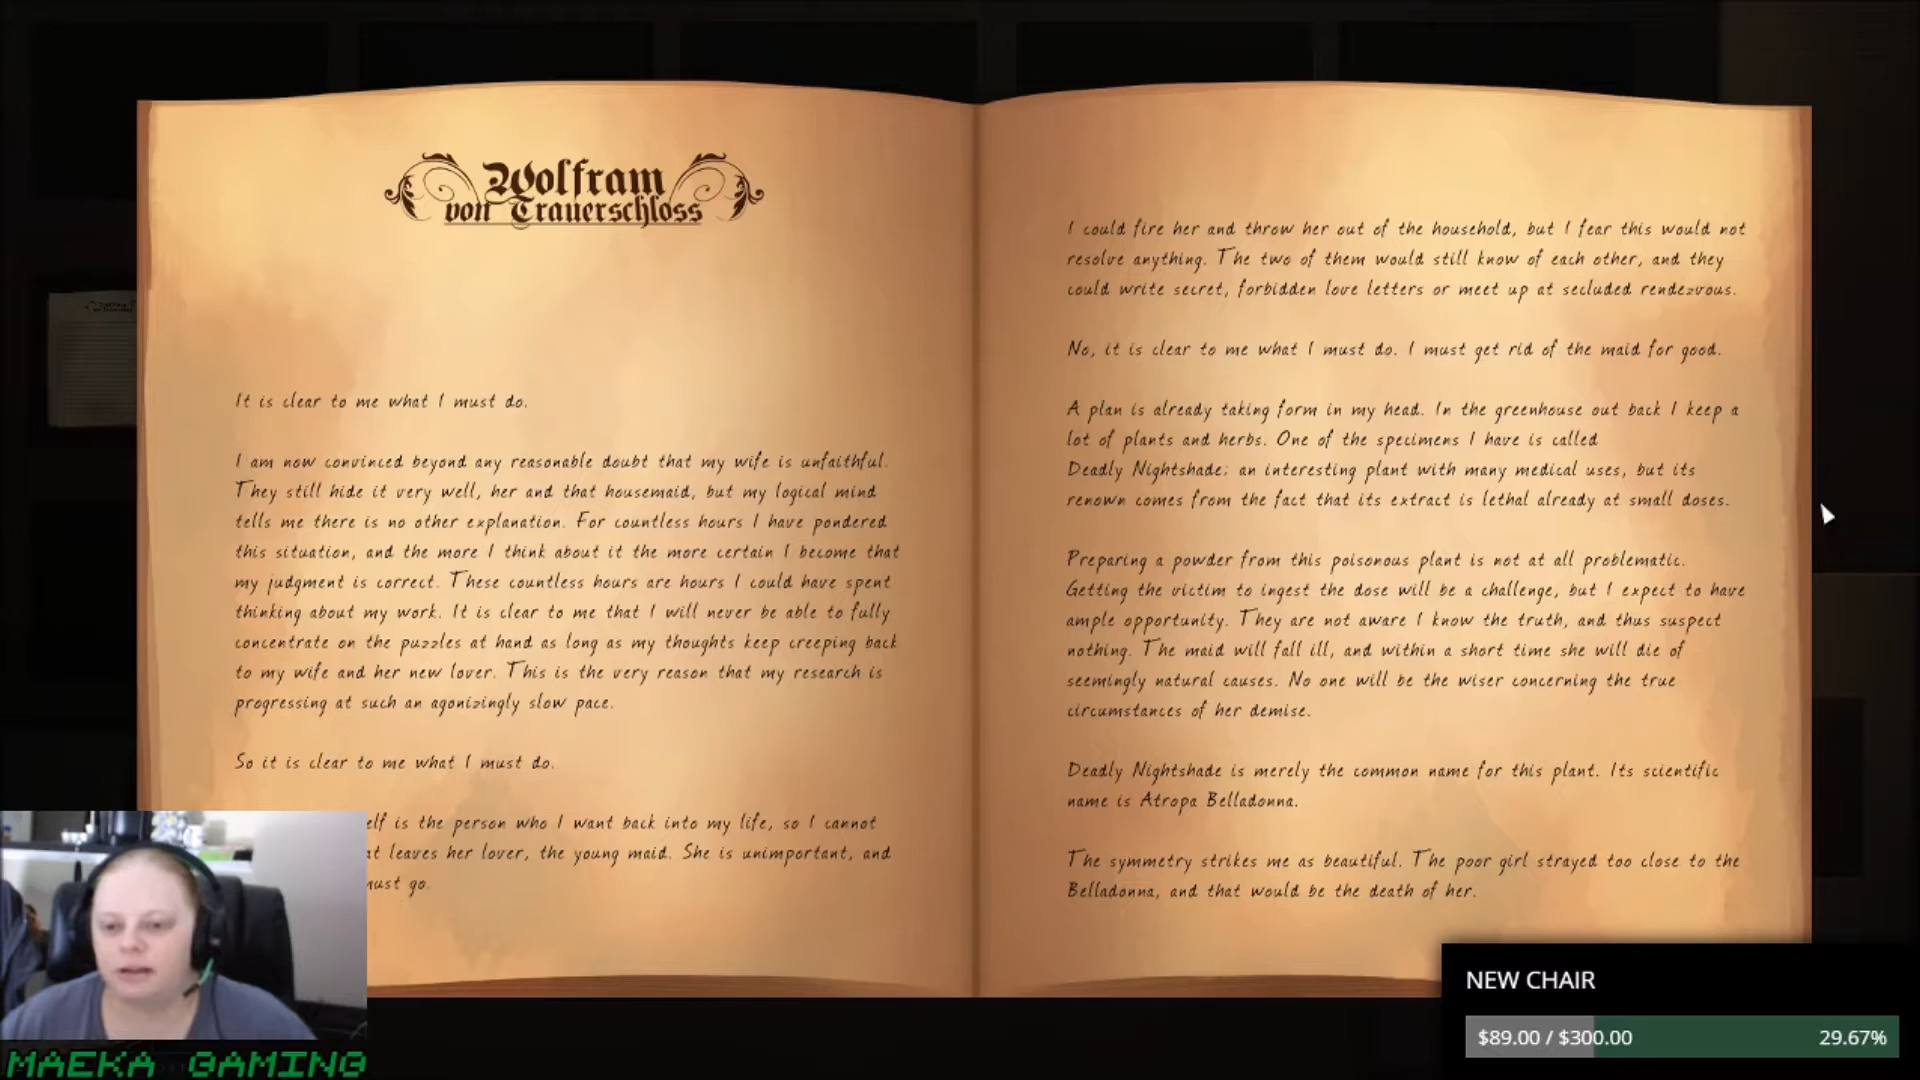 Wolfram
von Trauerschloss
It is clear to me what I must do.
I am now convinced beyond any reasonable doubt that my wife is unfaithful.
They still hide it very well, her and that housemaid, but my logical mind
tells me there is no other explanation. For countless hours I have pondered
this situation, and the more I think about it the more certain I become that
my judgment is correct. These countless hours are hours I could have spent
thinking about my work. It is clear to me that I will never be able to fully
concentrate on the puzzles at hand as long as my thoughts keep creeping back
to my wife and her new lover. This is the very reason that my research is
progressing at such an agonizingly slow pace.
So it is clear to me what I must do.
elf is the person who I want back into my life, so I cannot
at leaves her lover, the young maid. She is unimportant, and
must go.
I could fire her and throw her out of the household, but I fear this would not
resolve anything. The two of them would still know of each other, and they
could write secret, forbidden love letters or meet up at secluded rendezvous.
No, it is clear to me what I must do. I must get rid of the maid for good.
A plan is already taking form in my head. In the greenhouse out back I keep a
lot of plants and herbs. One of the specimens I have is called
Deadly Nightshade; an interesting plant with many medical uses, but its
renown comes from the fact that its extract is lethal already at small doses.
Preparing a powder from this poisonous plant is not at all problematic.
Getting the victim to ingest the dose will be a challenge, but I expect to have
ample opportunity. They are not aware I know the truth, and thus suspect
nothing. The maid will fall ill, and within a short time she will die of
seemingly natural causes. No one will be the wiser concerning the true
circumstances of her demise.
Deadly Nightshade is merely the common name for this plant. Its scientific
name is Atropa Belladonna.
The symmetry strikes me as beautiful. The poor girl strayed too close to the
Belladonna, and that would be the death of her.
MAEKA GAMING
NEW CHAIR
$89.00 / $300.00 29.67%